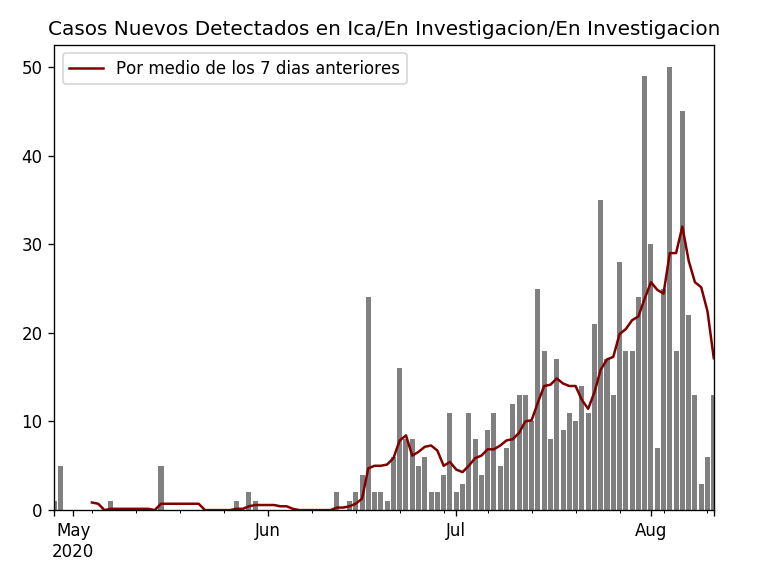 Casos Nuevos Detectados en Ica/En Investigacion/En Investigacion
Por medio de los 7 dias anteriores
50
40
30
20
10
0
May Jun Jul Aug
2020